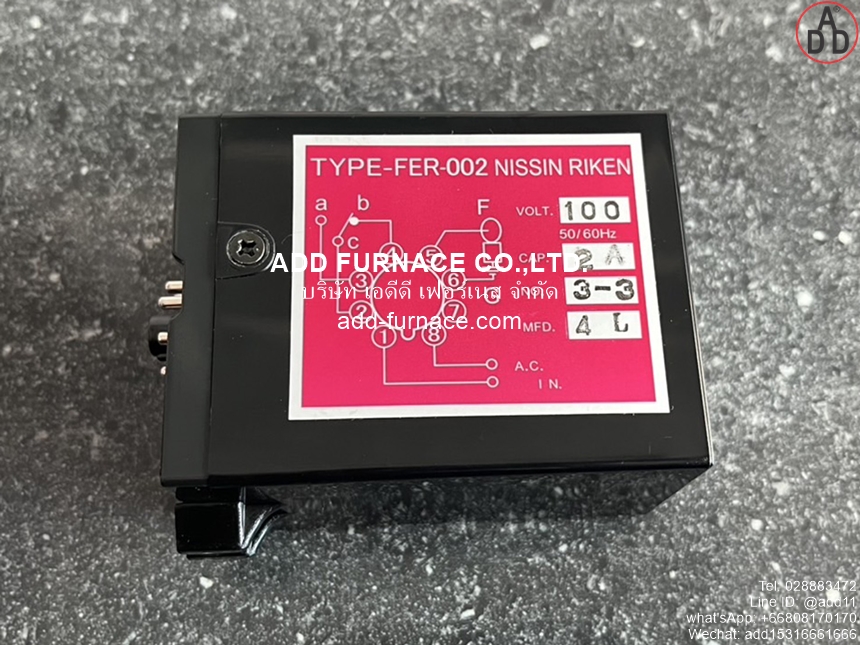 ADD
TYPE-FER-002 NISSIN RIKEN
a b F
VOLT. 100
50/60Hz
c 4 5
CAP. 2 A
ADD FURNACE CO.,LTD.
3 6 3-3
บริษัท เอดีดี เฟอร์เนส จำกัด
2 7
add-furnace.com
MFD. 4 L
1 8
A.C.
IN.
Tel: 028883472
Line ID: @add11
what'sApp: +66808170170
Wechat: add15316661666